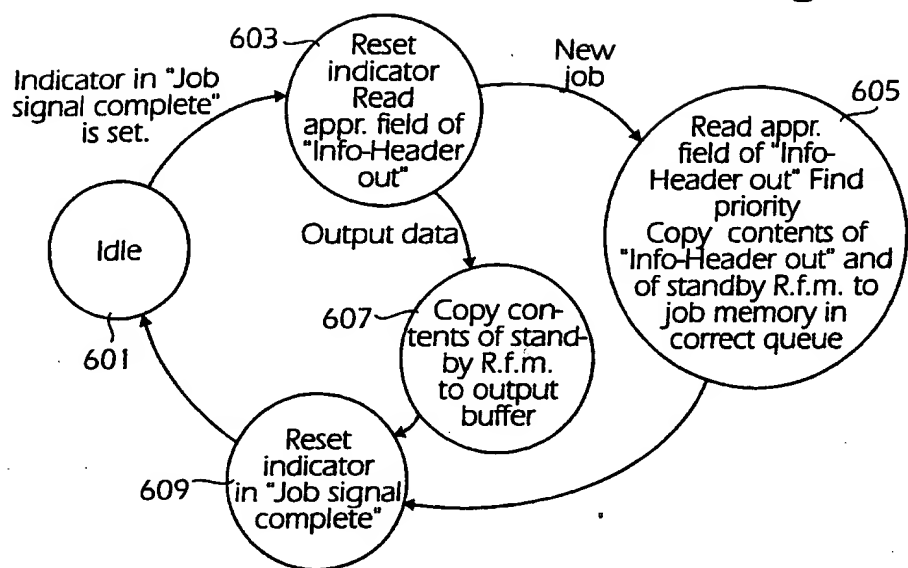 603
Reset
indicator
Read
appr. field of
"Info-Header
out"
New
job
Indicator in "Job
signal complete"
is set.
605
Read appr.
field of "Info-
Header out" Find
priority
Copy contents of
"Info-Header out" and
of standby R.f.m. to
job memory in
correct queue
Idle
601
Output data
607
Copy con-
tents of stand-
by R.f.m.
to output
buffer
609
Reset
indicator
in "Job signal
complete"